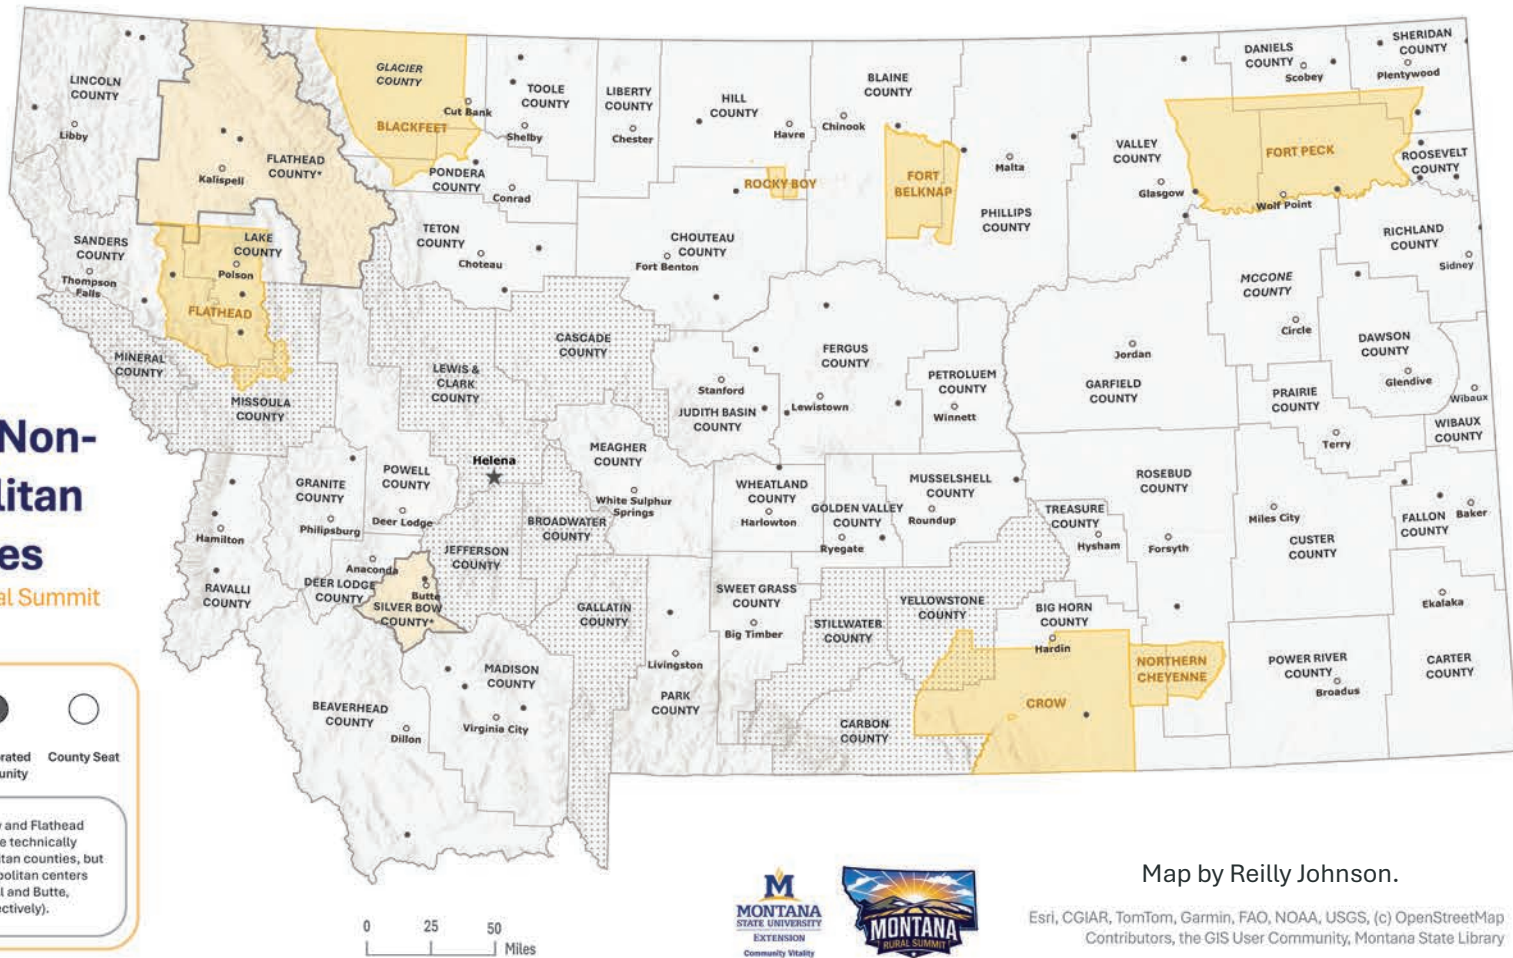 LINCOLN
COUNTY
Libby
FLATHEAD
COUNTY*
Kalispell
GLACIER
COUNTY
Cut Bank
BLACKFEET
PONDERA
COUNTY
Conrad
TOOLE
COUNTY
Shelby
LIBERTY
COUNTY
Chester
HILL
COUNTY
Havre
BLAINE
COUNTY
Chinook
ROCKY BOY
FORT
BELKNAP
Malta
PHILLIPS
COUNTY
VALLEY
COUNTY
Glasgow
DANIELS
COUNTY
Scobey
SHERIDAN
COUNTY
Plentywood
FORT PECK
Wolf Point
ROOSEVELT
COUNTY
RICHLAND
COUNTY
Sidney
SANDERS
COUNTY
Thompson
Falls
LAKE
COUNTY
Polson
FLATHEAD
TETON
COUNTY
Choteau
CHOUTEAU
COUNTY
Fort Benton
MCCONE
COUNTY
Circle
DAWSON
COUNTY
Glendive
MINERAL
COUNTY
MISSOULA
COUNTY
LEWIS &
CLARK
COUNTY
CASCADE
COUNTY
Stanford
JUDITH BASIN
COUNTY
FERGUS
COUNTY
Lewistown
PETROLUEM
COUNTY
Winnett
Jordan
GARFIELD
COUNTY
PRAIRIE
COUNTY
Terry
Wibaux
WIBAUX
COUNTY
Non-
litan
es
al Summit
Helena
GRANITE
COUNTY
Philipsburg
POWELL
COUNTY
Deer Lodge
Hamilton
RAVALLI
COUNTY
Anaconda
DEER LODGE
COUNTY
Butte
SILVER BOW
COUNTY*
JEFFERSON
COUNTY
BROADWATER
COUNTY
MEAGHER
COUNTY
White Sulphur
Springs
WHEATLAND
COUNTY
Harlowton
GOLDEN VALLEY
COUNTY
Ryegate
MUSSELSHELL
COUNTY
Roundup
TREASURE
COUNTY
Hysham
ROSEBUD
COUNTY
Forsyth
Miles City
CUSTER
COUNTY
FALLON
COUNTY
Baker
GALLATIN
COUNTY
SWEET GRASS
COUNTY
Big Timber
STILLWATER
COUNTY
YELLOWSTONE
COUNTY
BIG HORN
COUNTY
Hardin
Ekalaka
CARTER
COUNTY
POWER RIVER
COUNTY
Broadus
NORTHERN
CHEYENNE
CROW
CARBON
COUNTY
Livingston
PARK
COUNTY
MADISON
COUNTY
Virginia City
BEAVERHEAD
COUNTY
Dillon
rated
unity
County Seat
and Flathead
e technically
itan counties, but
politan centers
l and Butte,
ectively).
0 25 50
Miles
M
MONTANA
STATE UNIVERSITY
EXTENSION
Community Vitality
MONTANA
RURAL SUMMIT
Map by Reilly Johnson.
Esri, CGIAR, TomTom, Garmin, FAO, NOAA, USGS, (c) OpenStreetMap
Contributors, the GIS User Community, Montana State Library